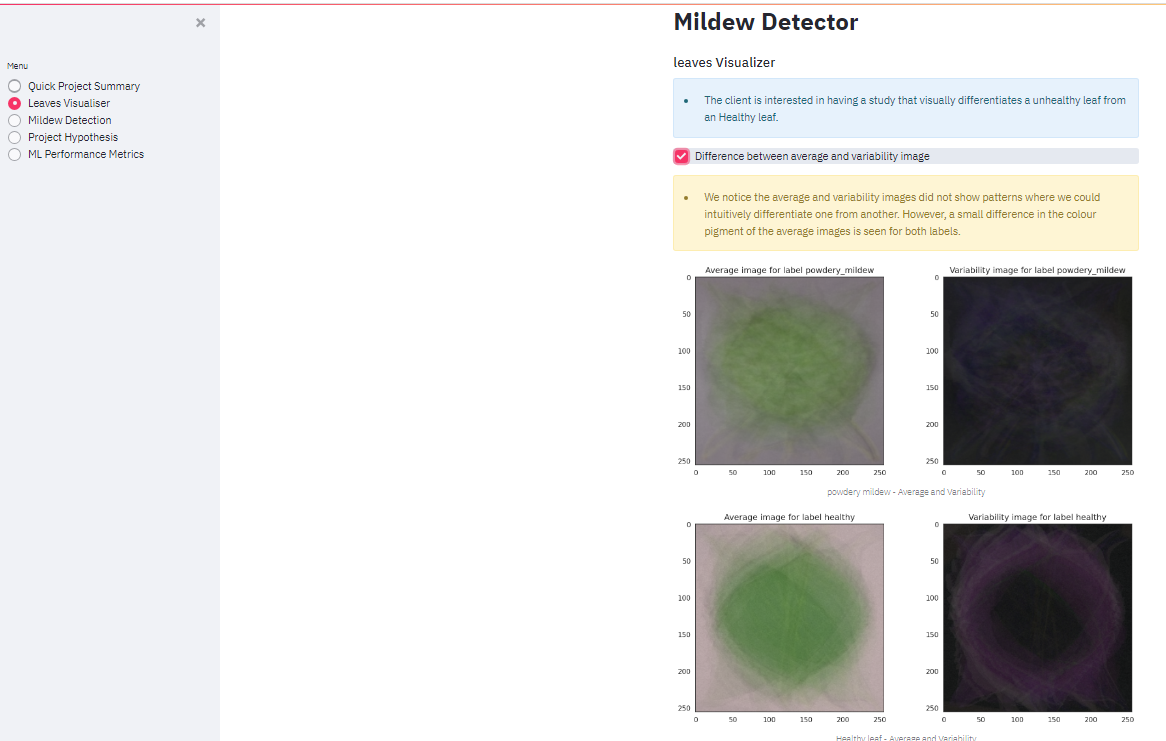 Mildew Detector
Menu
Quick Project Summary
Leaves Visualiser
Mildew Detection
Project Hypothesis
ML Performance Metrics
leaves Visualizer
The client is interested in having a study that visually differentiates a unhealthy leaf from
an Healthy leaf.
Difference between average and variability image
We notice the average and variability images did not show patterns where we could
intuitively differentiate one from another. However, a small difference in the colour
pigment of the average images is seen for both labels.
Average image for label powdery_mildew
0
50
100
150
200
250
0 50 100 150 200 250
Variability image for label powdery_mildew
0
50
100
150
200
250
0 50 100 150 200 250
powdery mildew - Average and Variability
Average image for label healthy
0
50
100
150
200
250
0 50 100 150 200 250
Variability image for label healthy
0
50
100
150
200
250
0 50 100 150 200 250
Healthy leaf - Average and Variability